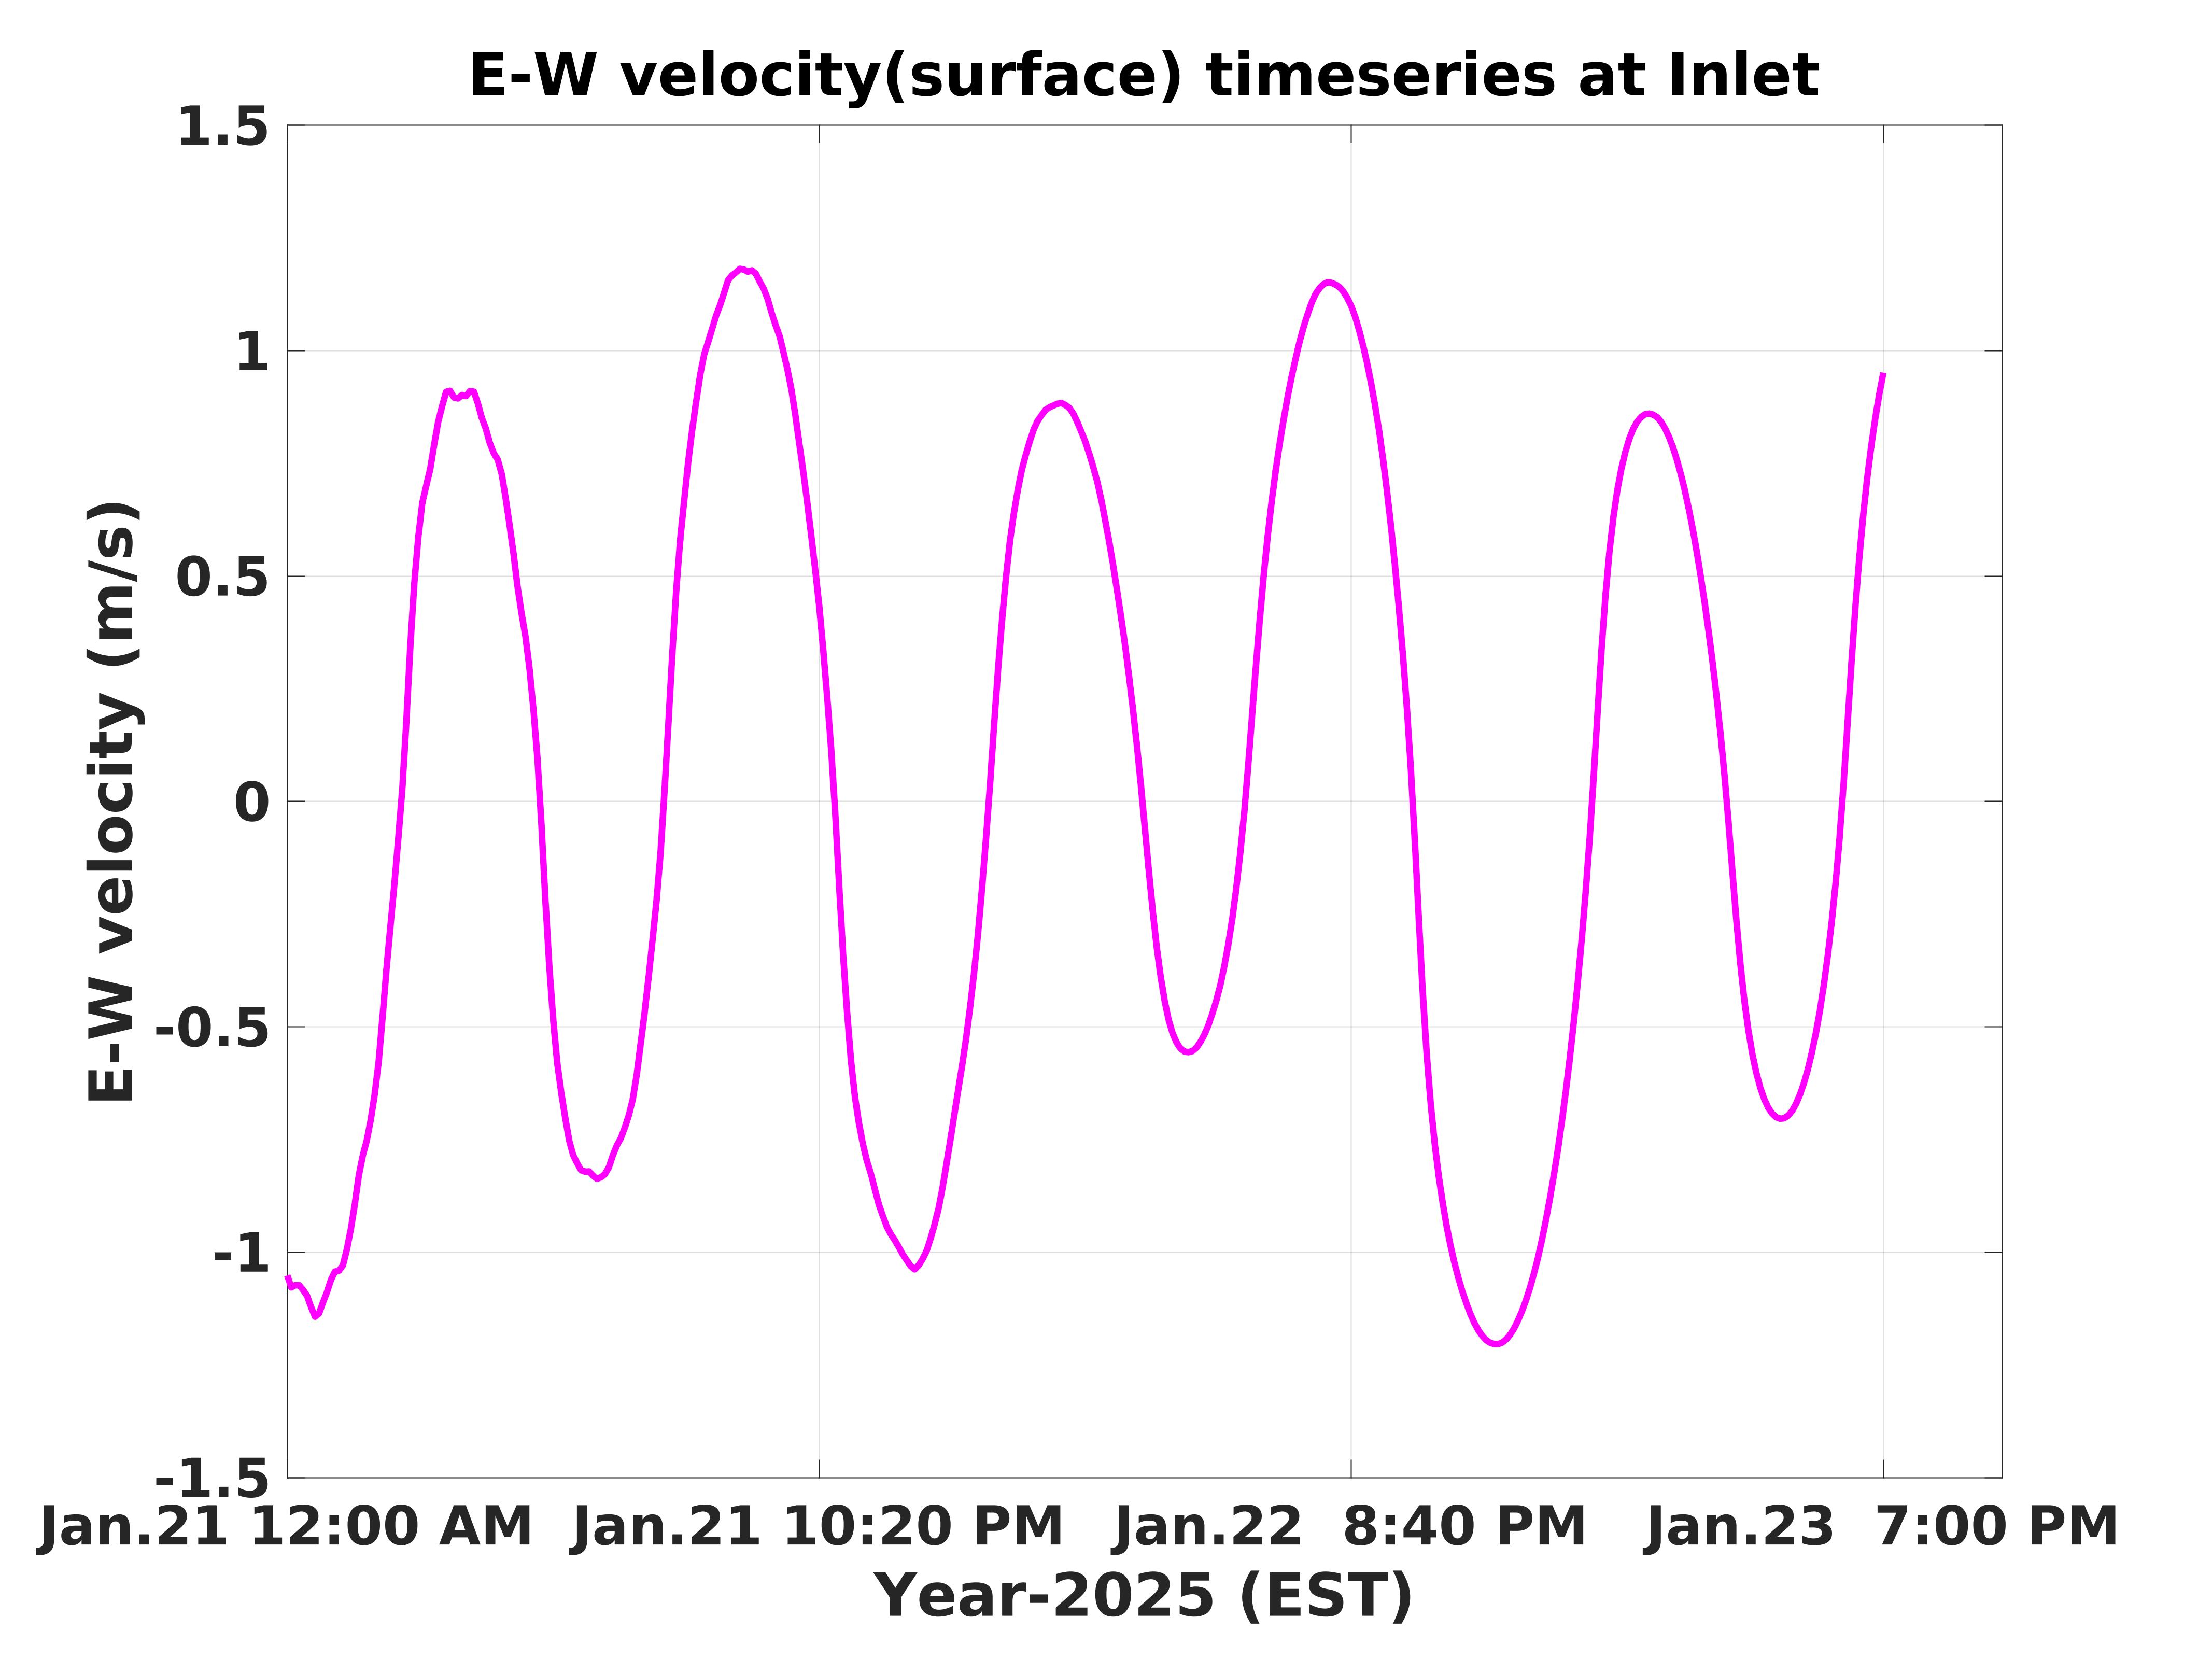 E-W velocity(surface) timeseries at Inlet
E-W velocity (m/s)
1.5
1
0.5
0
-0.5
-1
-1.5
Jan.21 12:00 AM Jan.21 10:20 PM Jan.22 8:40 PM Jan.23 7:00 PM
Year-2025 (EST)